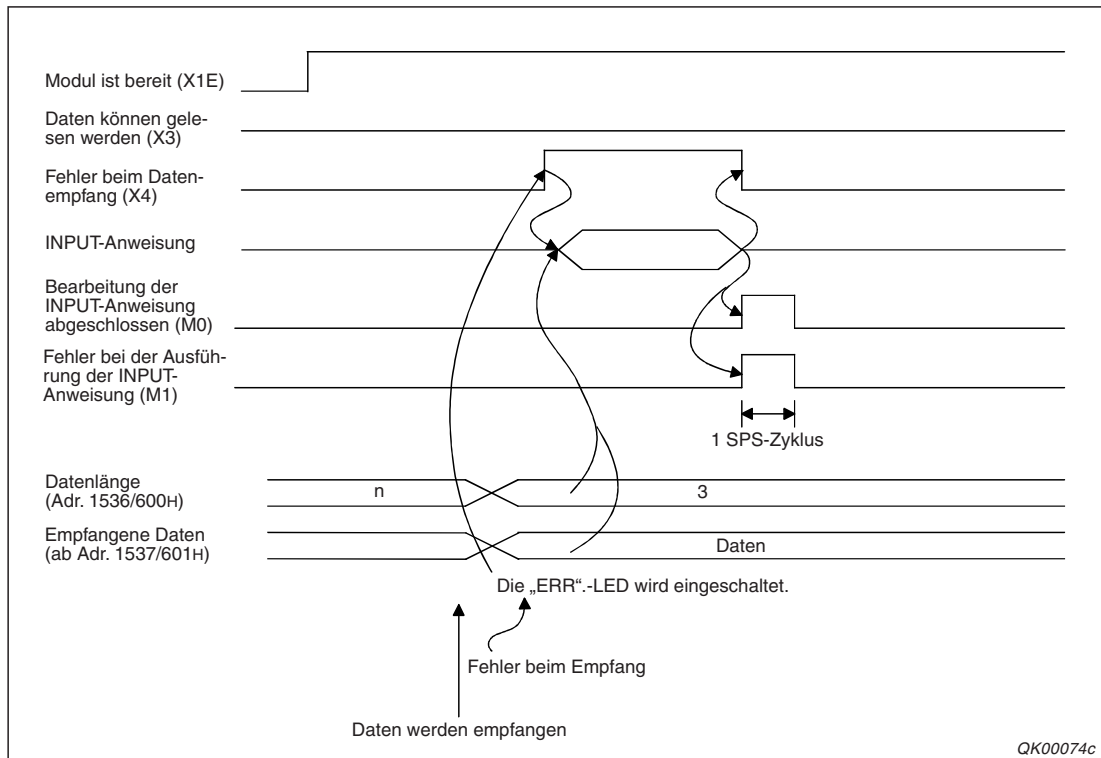 Modul ist bereit (X1E)
Daten können gele-
sen werden (X3)
Fehler beim Daten-
empfang (X4)
INPUT-Anweisung
Bearbeitung der
INPUT-Anweisung
abgeschlossen (M0)
Fehler bei der Ausfüh-
rung der INPUT-
Anweisung (M1)
1 SPS-Zyklus
Datenlänge
(Adr. 1536/600H)
n
3
Empfangene Daten
(ab Adr. 1537/601H)
Daten
Die „ERR“.-LED wird eingeschaltet.
Fehler beim Empfang
Daten werden empfangen
QK00074c